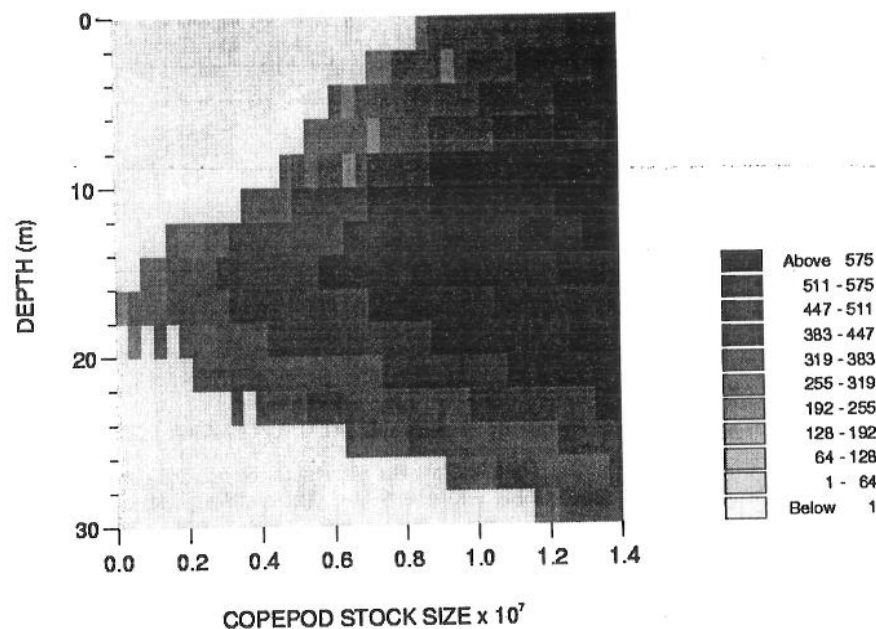 0
10
20
30
DEPTH (m)
0.0 0.2 0.4 0.6 0.8 1.0 1.2 1.4
COPEPOD STOCK SIZE x 10⁷
Above 575
511 - 575
447 - 511
383 - 447
319 - 383
255 - 319
192 - 255
128 - 192
64 - 128
1 - 64
Below 1